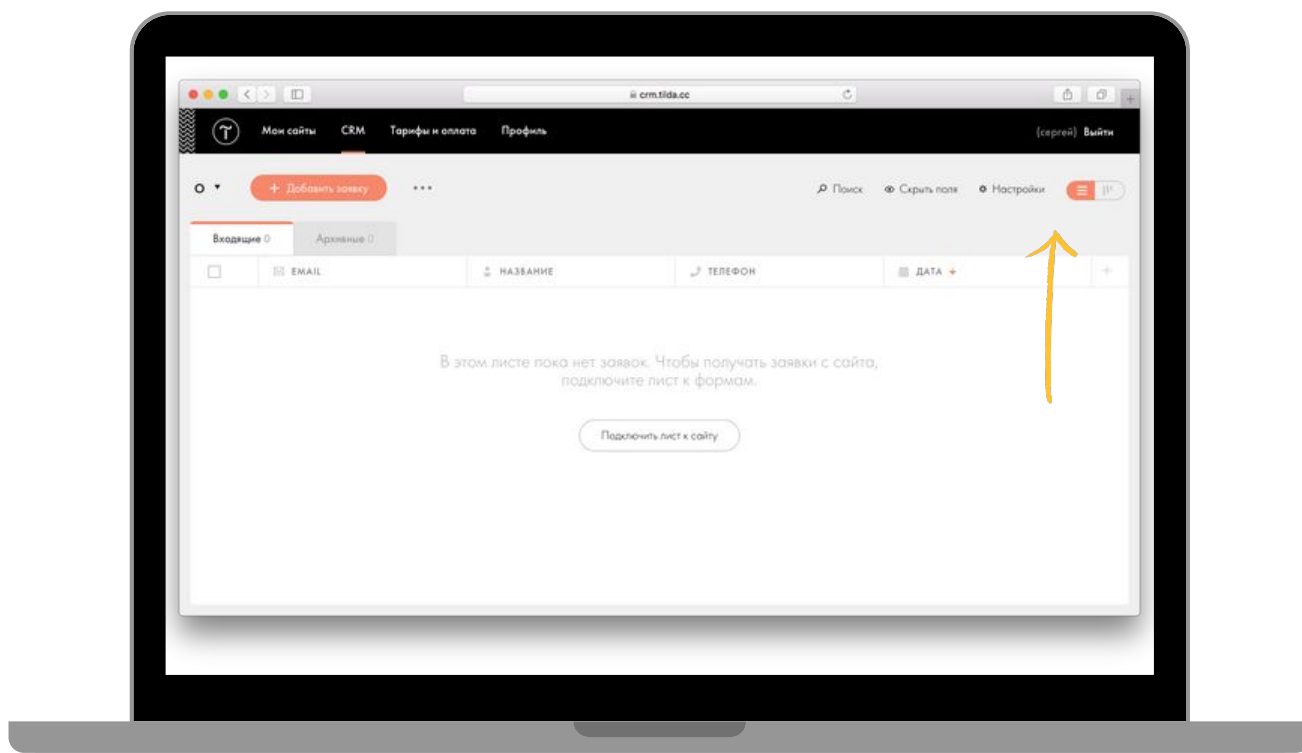 crm.tilda.cc
Мои сайты CRM Тарифы и оплата Профиль (сергей) Выйти
+ Добавить заявку Поиск Скрыть поля Настройки
Входящие 0 Архивные 0
EMAIL НАЗВАНИЕ ТЕЛЕФОН ДАТА
В этом листе пока нет заявок. Чтобы получать заявки с сайта,
подключите лист к формам.
Подключить лист к сайту